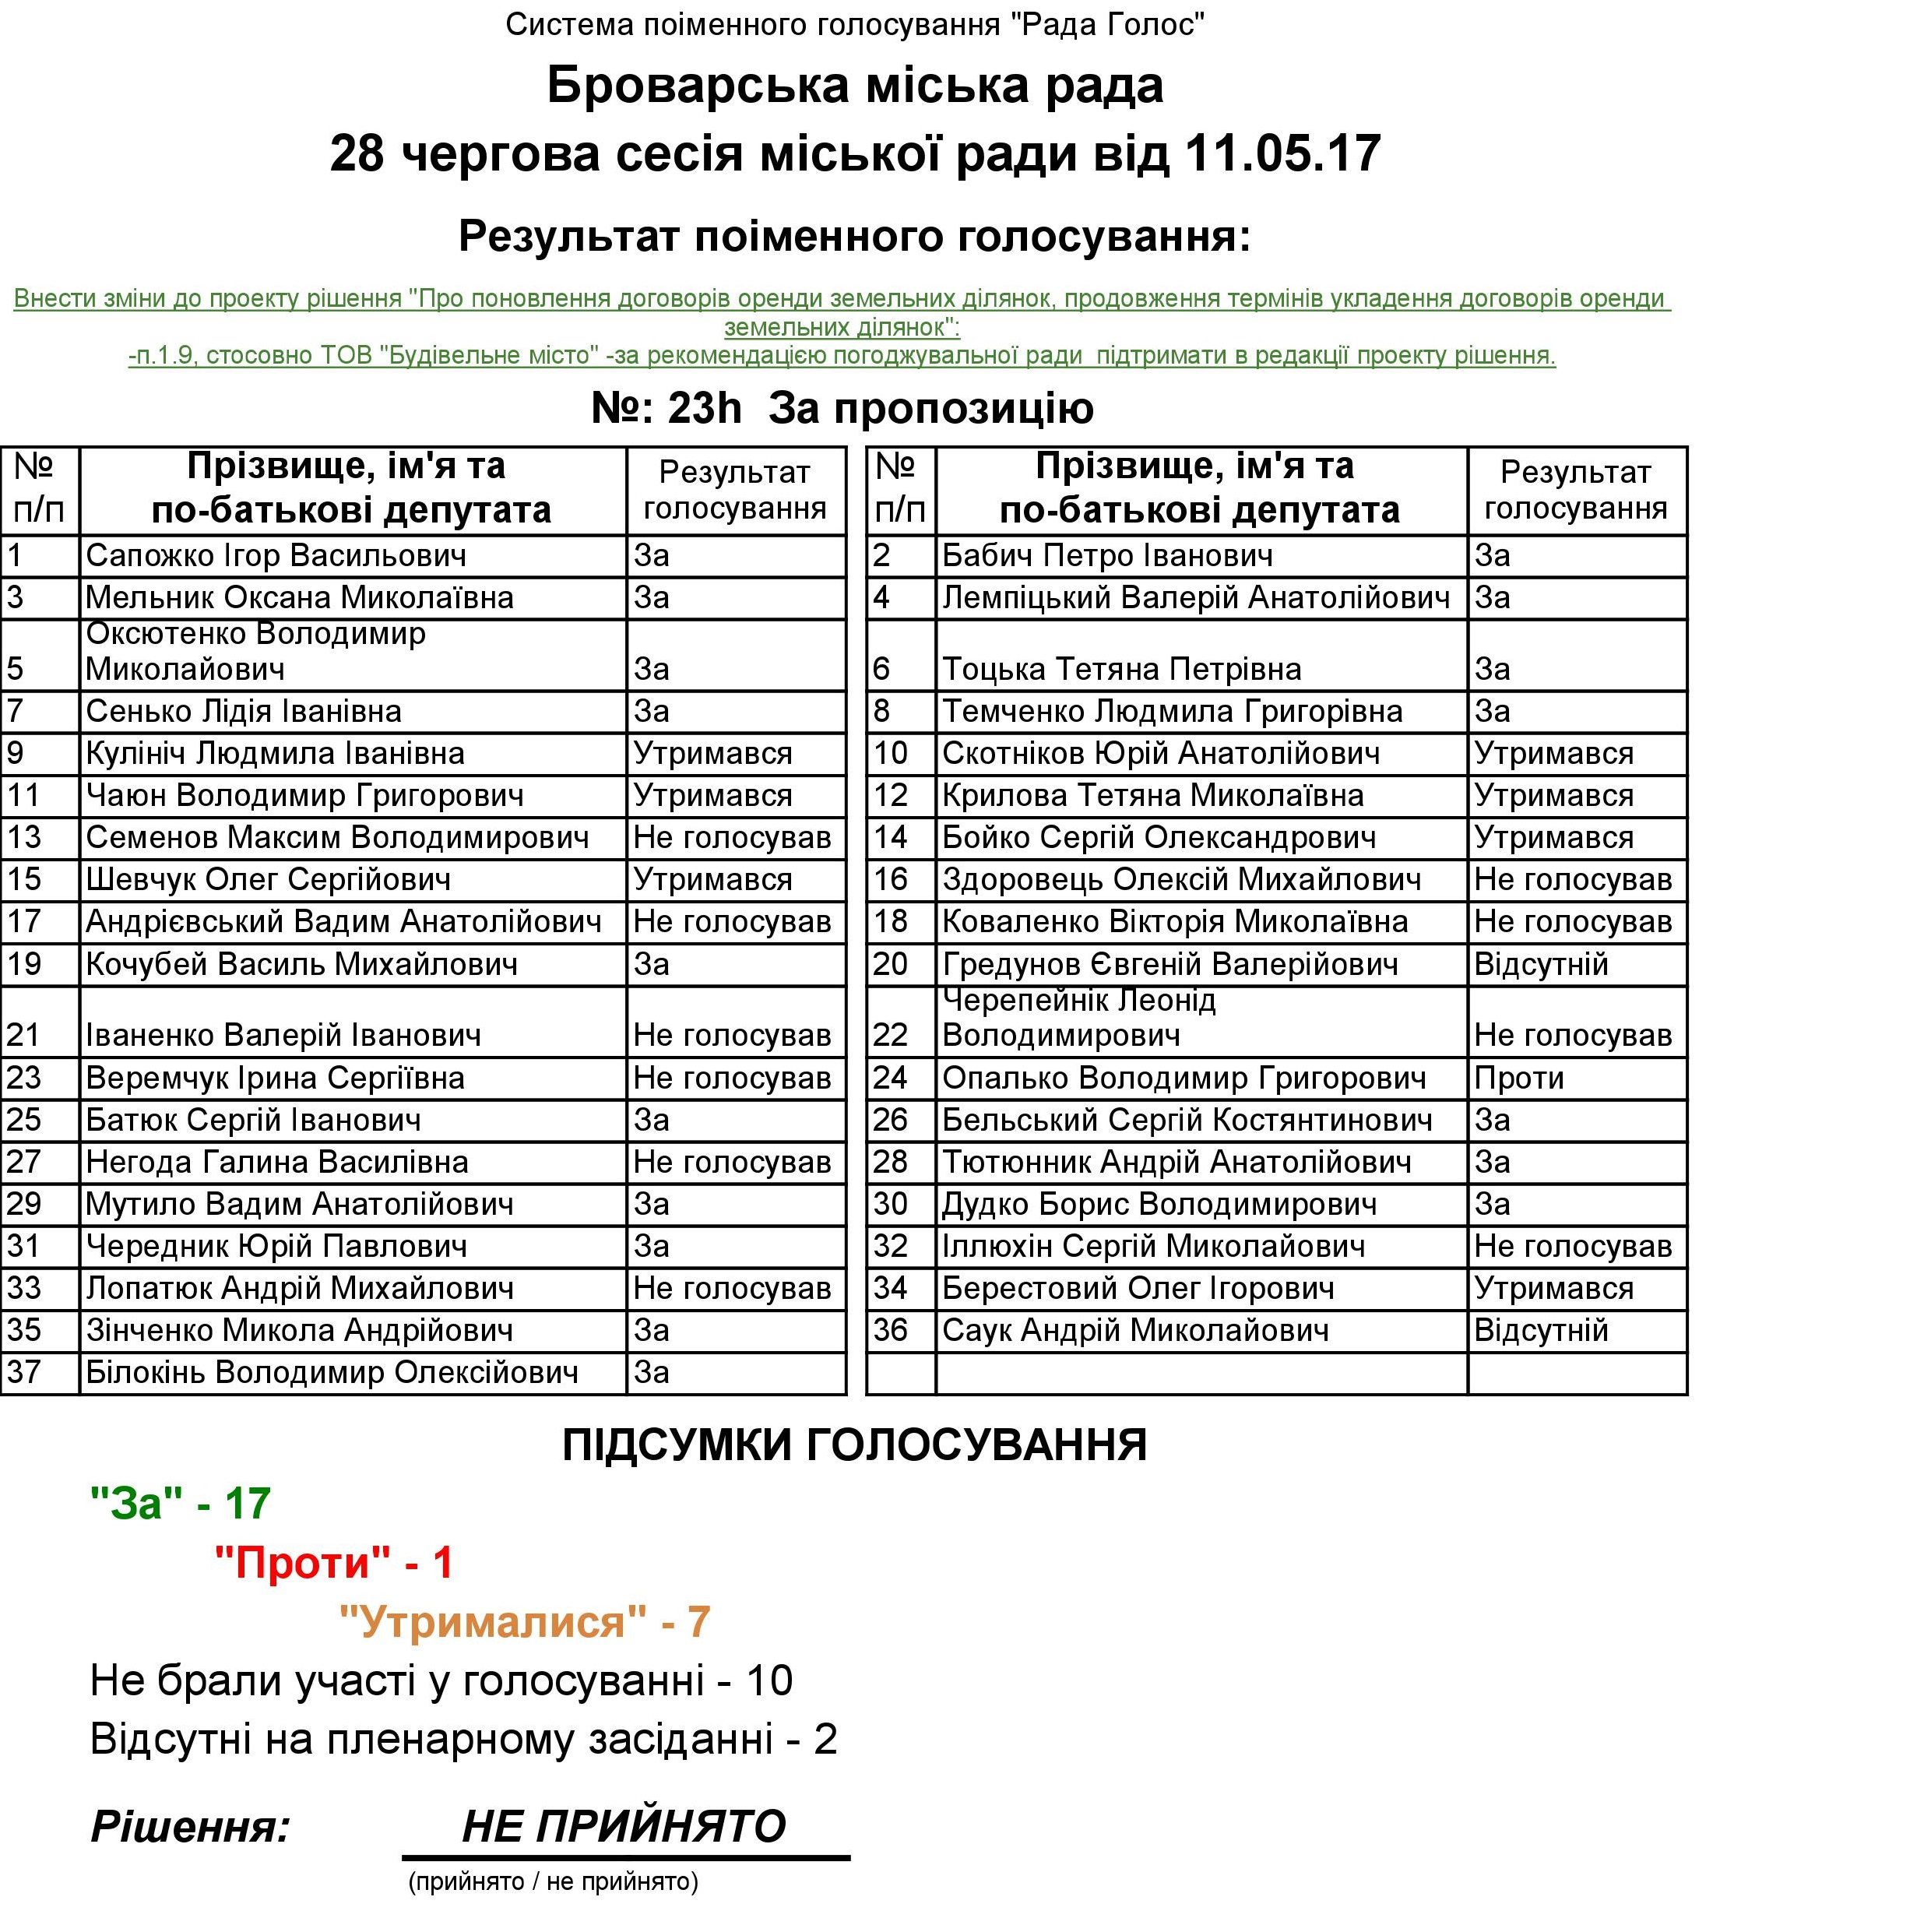 Система поіменного голосування "Рада Голос"
Броварська міська рада
28 чергова сесія міської ради від 11.05.17
Результат поіменного голосування:
Внести зміни до проекту рішення "Про поновлення договорів оренди земельних ділянок, продовження термінів укладення договорів оренди
земельних ділянок":
-п.1.9, стосовно ТОВ "Будівельне місто" -за рекомендацією погоджувальної ради  підтримати в редакції проекту рішення.
№: 23h  За пропозицію
№ Прізвище, ім'я та Результат № Прізвище, ім'я та Результат
п/п по-батькові депутата голосування п/п по-батькові депутата голосування
1 Сапожко Ігор Васильович За 2 Бабич Петро Іванович За
3 Мельник Оксана Миколаївна За 4 Лемпіцький Валерій Анатолійович За
Оксютенко Володимир
5 Миколайович За 6 Тоцька Тетяна Петрівна За
7 Сенько Лідія Іванівна За 8 Темченко Людмила Григорівна За
9 Кулініч Людмила Іванівна Утримався 10 Скотніков Юрій Анатолійович Утримався
11 Чаюн Володимир Григорович Утримався 12 Крилова Тетяна Миколаївна Утримався
13 Семенов Максим Володимирович Не голосував 14 Бойко Сергій Олександрович Утримався
15 Шевчук Олег Сергійович Утримався 16 Здоровець Олексій Михайлович Не голосував
17 Андрієвський Вадим Анатолійович Не голосував 18 Коваленко Вікторія Миколаївна Не голосував
19 Кочубей Василь Михайлович За 20 Гредунов Євгеній Валерійович Відсутній
Черепейнік Леонід
21 Іваненко Валерій Іванович Не голосував 22 Володимирович Не голосував
23 Веремчук Ірина Сергіївна Не голосував 24 Опалько Володимир Григорович Проти
25 Батюк Сергій Іванович За 26 Бельський Сергій Костянтинович За
27 Негода Галина Василівна Не голосував 28 Тютюнник Андрій Анатолійович За
29 Мутило Вадим Анатолійович За 30 Дудко Борис Володимирович За
31 Чередник Юрій Павлович За 32 Іллюхін Сергій Миколайович Не голосував
33 Лопатюк Андрій Михайлович Не голосував 34 Берестовий Олег Ігорович Утримався
35 Зінченко Микола Андрійович За 36 Саук Андрій Миколайович Відсутній
37 Білокінь Володимир Олексійович За
ПІДСУМКИ ГОЛОСУВАННЯ
"За" - 17
"Проти" - 1
"Утрималися" - 7
Не брали участі у голосуванні - 10
Відсутні на пленарному засіданні - 2
Рішення: НЕ ПРИЙНЯТО
(прийнято / не прийнято)